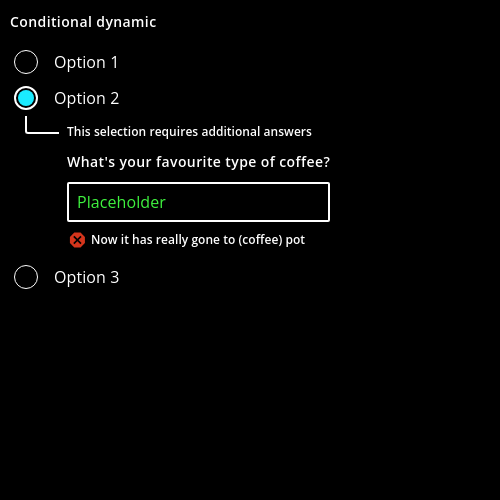 Conditional dynamic
Option 1
Option 2
This selection requires additional answers
What's your favourite type of coffee?
Placeholder
Now it has really gone to (coffee) pot
Option 3